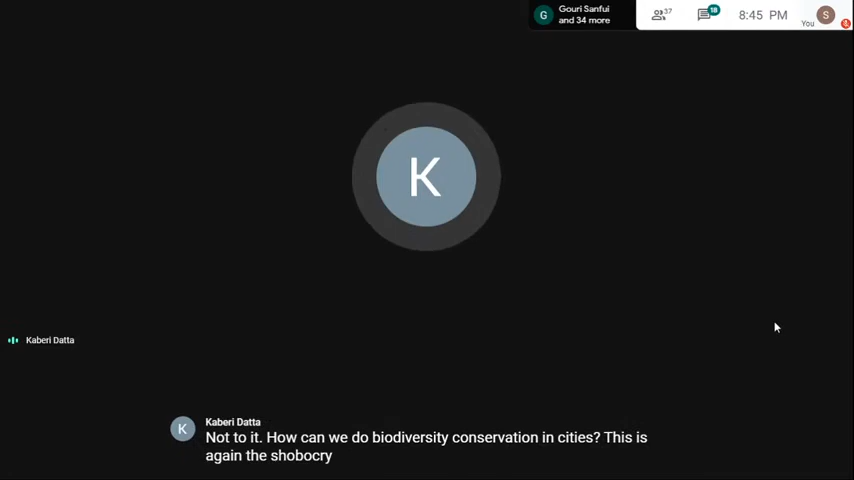 G
Gouri Sanfui
and 34 more
37
18
8:45 PM
You
S
K
Kaberi Datta
K
Kaberi Datta
Not to it. How can we do biodiversity conservation in cities? This is
again the shobocry